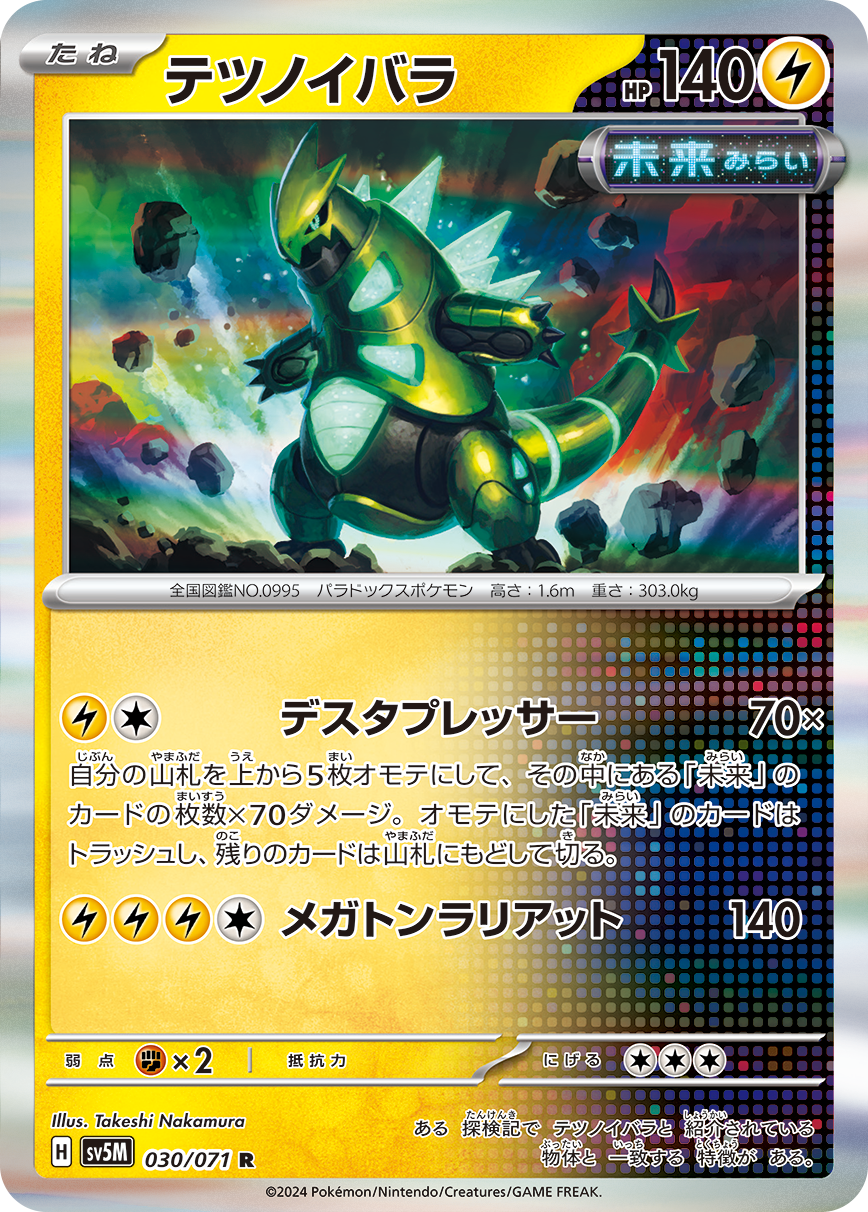 たね
テツノイバラ
HP 140
未来 みらい
全国図鑑NO.0995 パラドックスポケモン 高さ:1.6m 重さ:303.0kg
デスタプレッサー 70×
自分の山札を上から5枚オモテにして、その中にある「未来」の
カードの枚数×70ダメージ。オモテにした「未来」のカードは
トラッシュし、残りのカードは山札にもどして切る。
メガトンラリアット 140
弱点 ×2 抵抗力 にげる
Illus. Takeshi Nakamura
ある 探検記で テツノイバラと 紹介されている
物体と 一致する 特徴が ある。
H sv5M 030/071 R
©2024 Pokémon/Nintendo/Creatures/GAME FREAK.